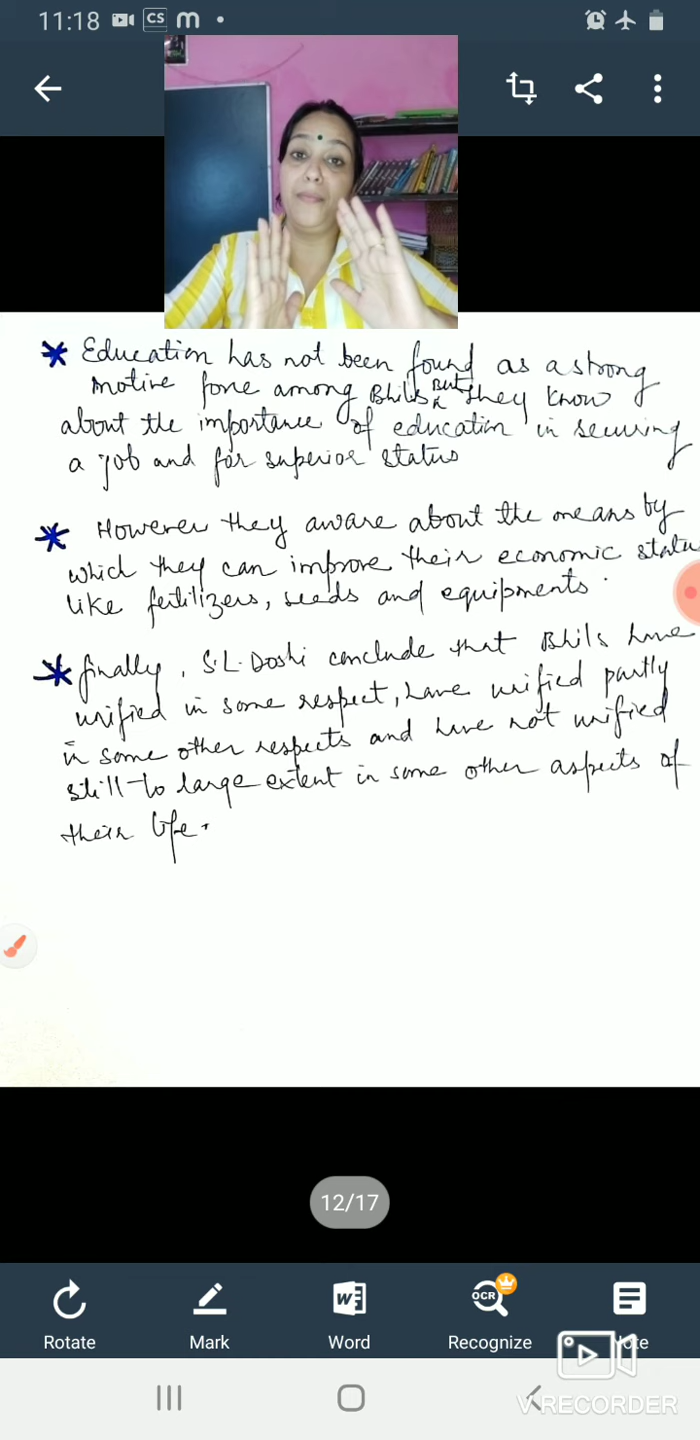 11:18 CS m
* Education has not been found as a strong
motive force among Bhils. But they know
about the importance of education in securing
a job and for superior status
* However they aware about the means by
which they can improve their economic statu
like fertilizers, seeds and equipments.
* finally, S.L. Doshi conclude that Bhils have
unified in some respect, have unified partly
in some other respects and have not unified
still to large extent in some other aspects of
their life.
12/17
W OCR
Rotate Mark Word Recognize
V RECORDER